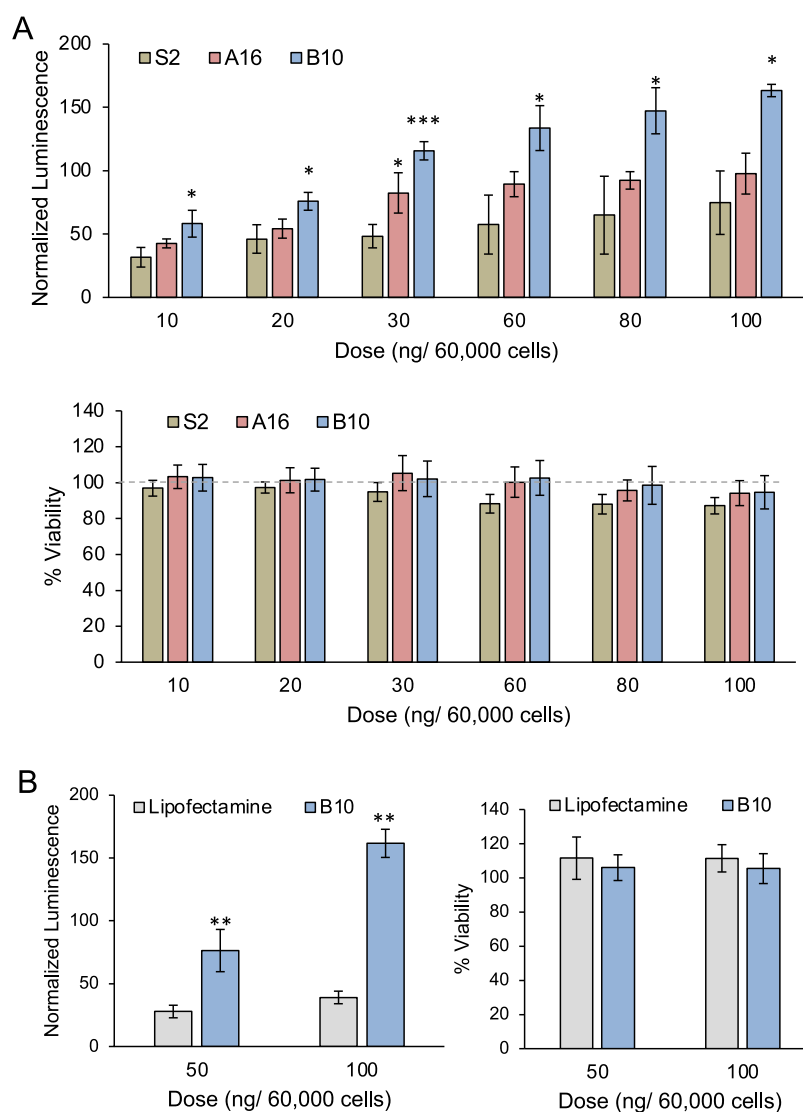 A
S2 A16 B10
Normalized Luminescence
200
150
100
50
0
* * * *** * * *
10 20 30 60 80 100
Dose (ng/ 60,000 cells)
S2 A16 B10
% Viability
140
120
100
80
60
40
20
0
10 20 30 60 80 100
Dose (ng/ 60,000 cells)
B
Lipofectamine B10
Normalized Luminescence
200
150
100
50
0
** **
50 100
Dose (ng/ 60,000 cells)
Lipofectamine B10
% Viability
140
120
100
80
60
40
20
0
50 100
Dose (ng/ 60,000 cells)